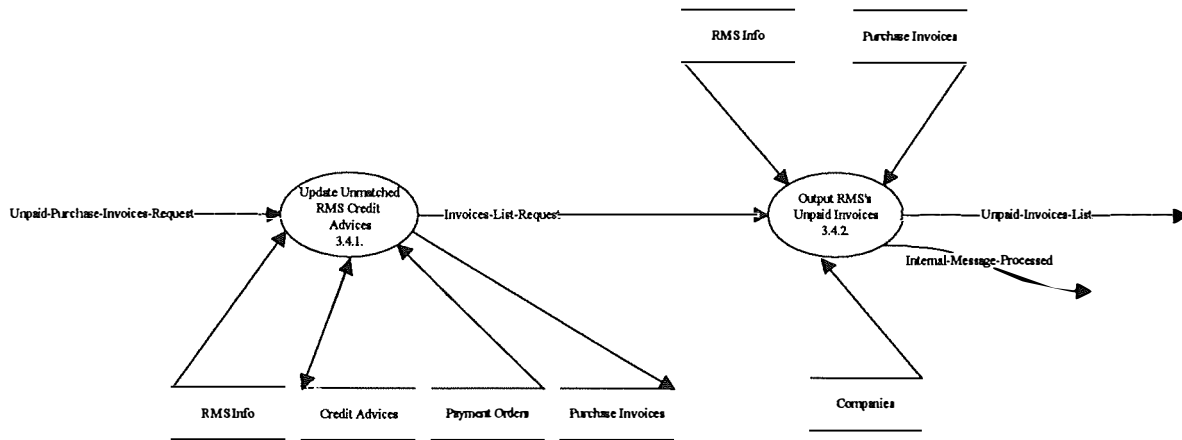 RMS Info
Purchase Invoices
Update Unmatched
RMS Credit
Advices
3.4.1.
Unpaid-Purchase-Invoices-Request
Invoices-List-Request
Output RMS's
Unpaid Invoices
3.4.2.
Unpaid-Invoices-List
Internal-Message-Processed
RMS Info
Credit Advices
Payment Orders
Purchase Invoices
Companies